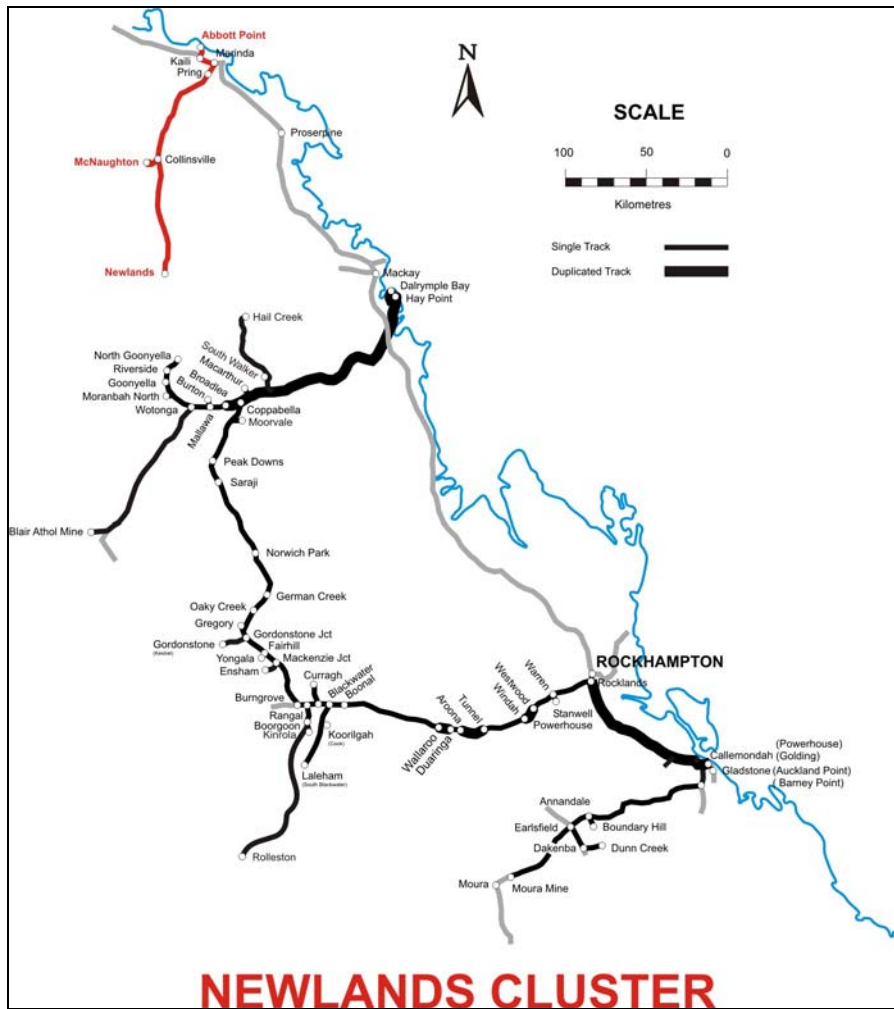 Abbott Point
Merinda
Kaili
Pring
N
SCALE
100
50
0
Kilometres
Proserpine
McNaughton
Collinsville
Single Track
Duplicated Track
Newlands
Mackay
Dalrymple Bay
Hay Point
Hail Creek
North Goonyella
Riverside
Goonyella
Moranbah North
Wotonga
South Walker
Macarthur
Broadlea
Burton
Mallawa
Coppabella
Moorvale
Peak Downs
Saraji
Blair Athol Mine
Norwich Park
German Creek
Oaky Creek
Gregory
Gordonstone Jct
Gordonstone
(Kestrel)
Fairhill
Yongala
Mackenzie Jct
Ensham
Curragh
Burngrove
Blackwater
Boonal
Rangal
Boorgoon
Kinrola
Koorilgah
(Cook)
Laleham
(South Blackwater)
Rolleston
Wallaroo
Duaringa
Aroona
Tunnel
Windah
Westwood
Warren
Stanwell
Powerhouse
ROCKHAMPTON
Rocklands
Callemondah (Powerhouse)
(Golding)
Gladstone (Auckland Point)
( Barney Point)
Annandale
Earlsfield
Boundary Hill
Dakenba
Dunn Creek
Moura
Moura Mine
NEWLANDS CLUSTER